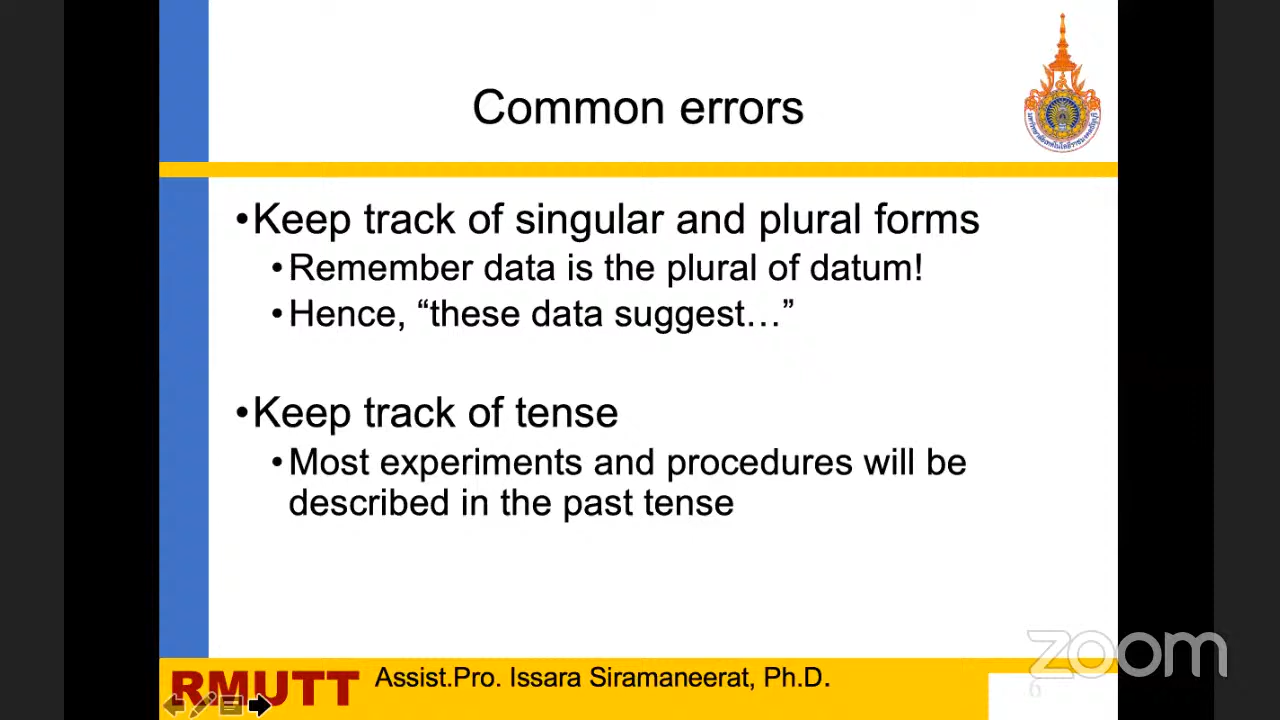 Common errors
•Keep track of singular and plural forms
•Remember data is the plural of datum!
•Hence, “these data suggest…”
•Keep track of tense
•Most experiments and procedures will be
described in the past tense
zoom
RMUTT
Assist.Pro. Issara Siramaneerat, Ph.D.
6